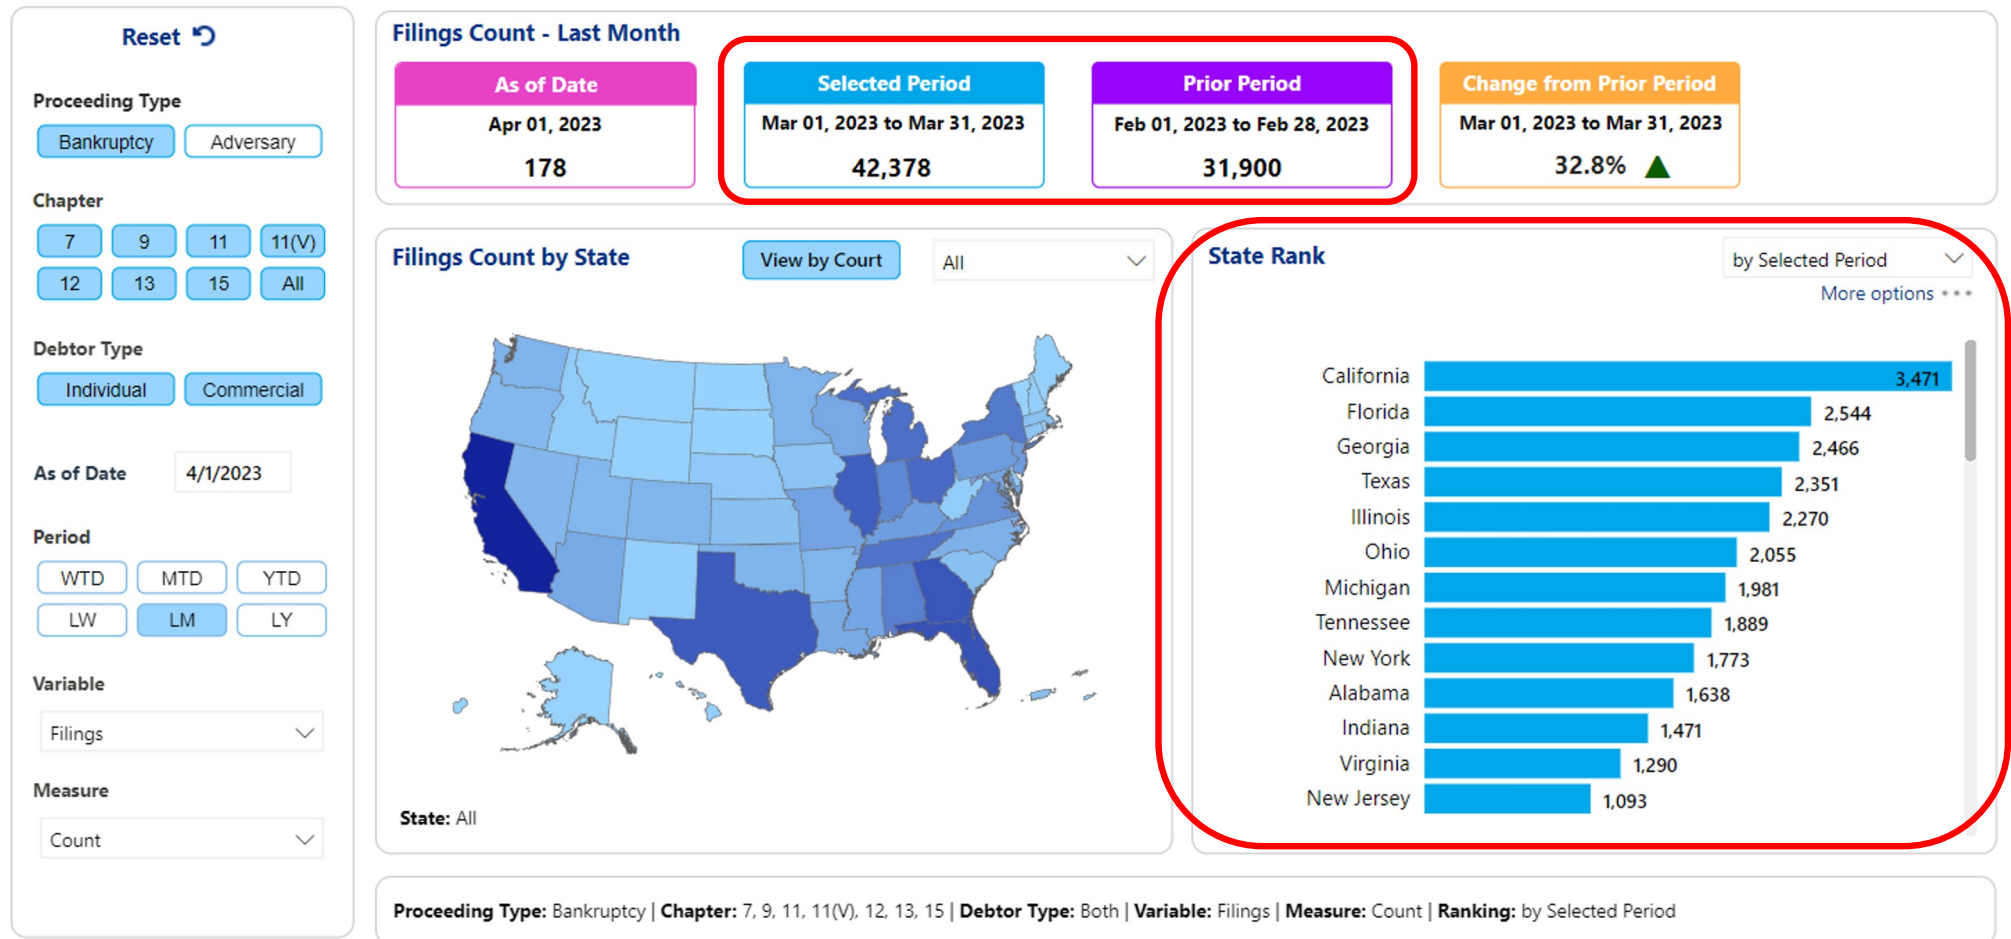 Reset
Proceeding Type
Bankruptcy Adversary
Chapter
7 9 11 11(V)
12 13 15 All
Debtor Type
Individual Commercial
As of Date 4/1/2023
Period
WTD MTD YTD
LW LM LY
Variable
Filings
Measure
Count
Filings Count - Last Month
As of Date
Apr 01, 2023
178
Selected Period
Mar 01, 2023 to Mar 31, 2023
42,378
Prior Period
Feb 01, 2023 to Feb 28, 2023
31,900
Change from Prior Period
Mar 01, 2023 to Mar 31, 2023
32.8%
Filings Count by State
View by Court
All
State: All
State Rank
by Selected Period
More options
California 3,471
Florida 2,544
Georgia 2,466
Texas 2,351
Illinois 2,270
Ohio 2,055
Michigan 1,981
Tennessee 1,889
New York 1,773
Alabama 1,638
Indiana 1,471
Virginia 1,290
New Jersey 1,093
Proceeding Type: Bankruptcy | Chapter: 7, 9, 11, 11(V), 12, 13, 15 | Debtor Type: Both | Variable: Filings | Measure: Count | Ranking: by Selected Period